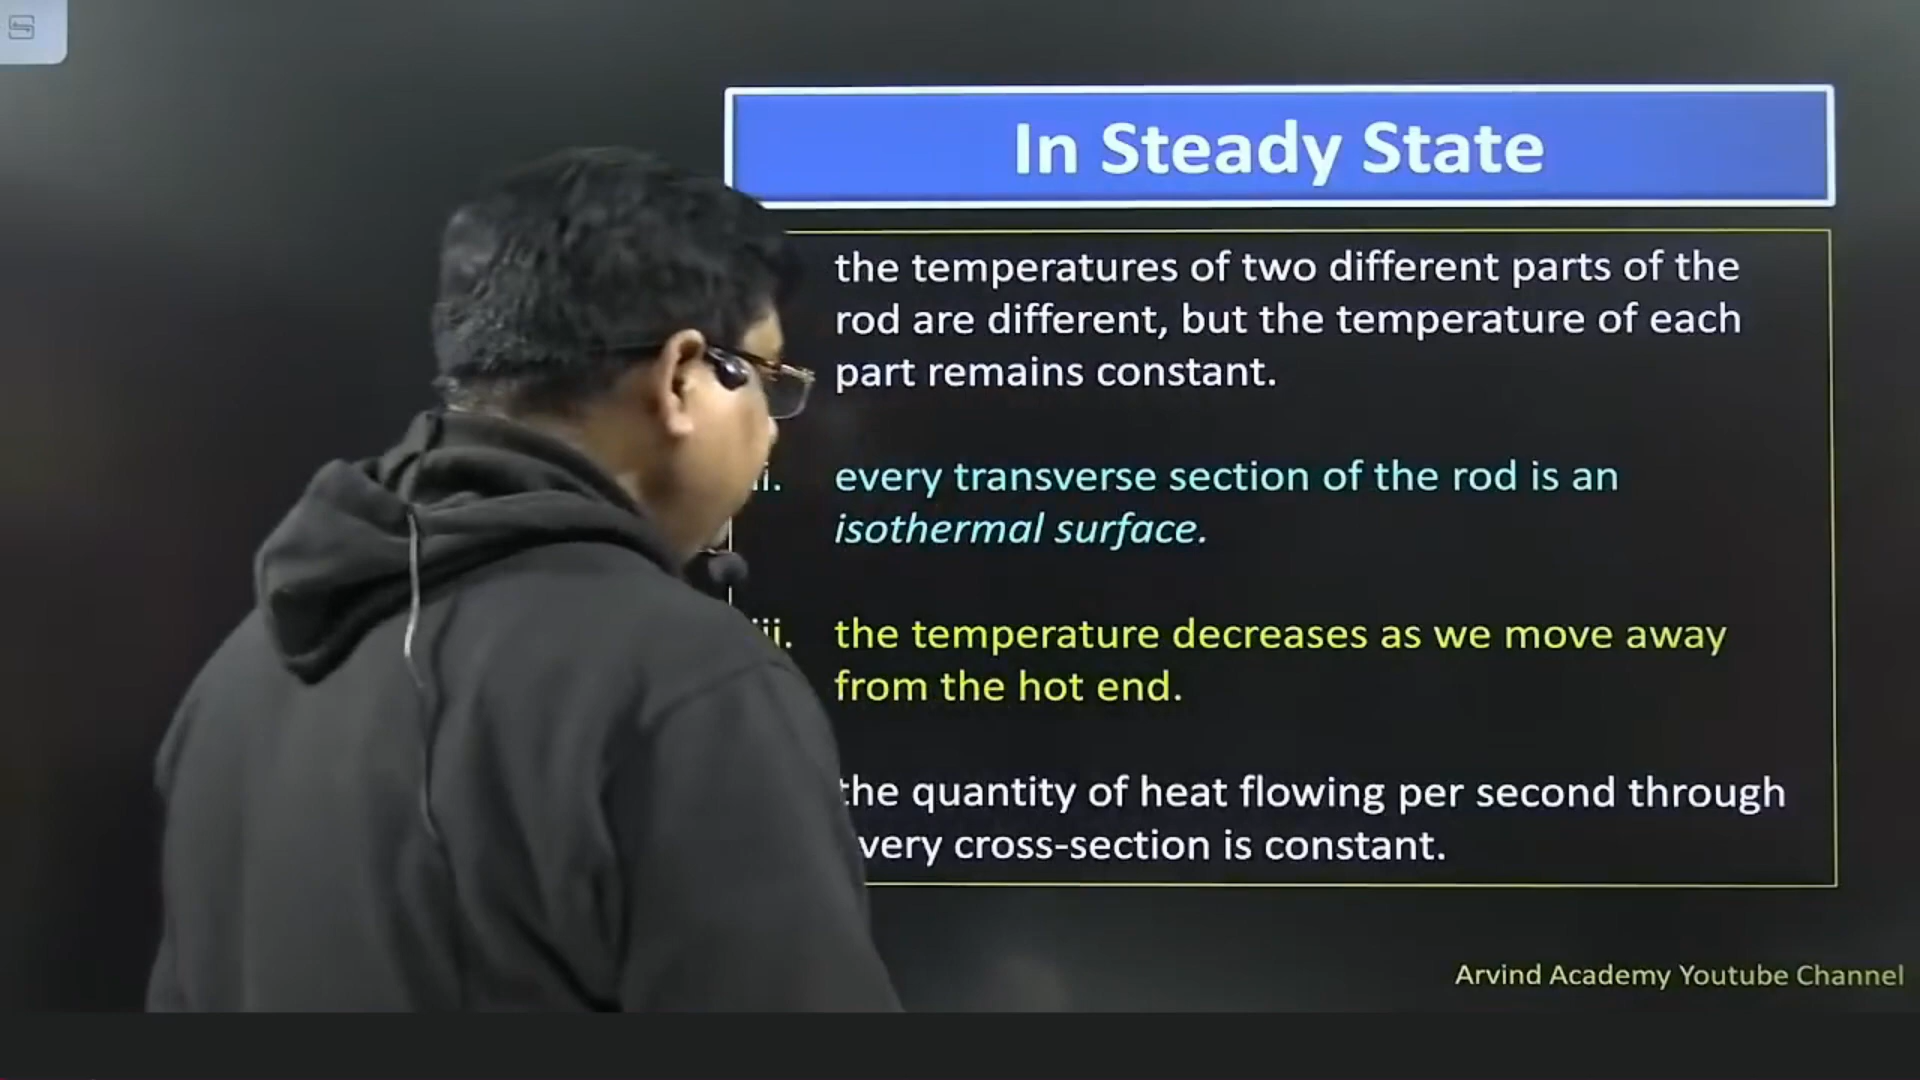 In Steady State
the temperatures of two different parts of the
rod are different, but the temperature of each
part remains constant.
ii. every transverse section of the rod is an
isothermal surface.
iii. the temperature decreases as we move away
from the hot end.
the quantity of heat flowing per second through
very cross-section is constant.
Arvind Academy Youtube Channel